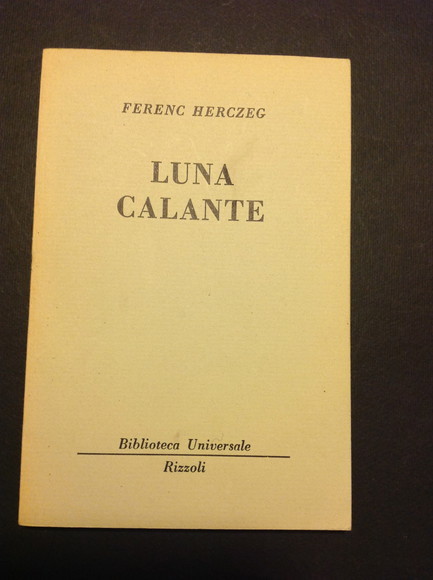 FERENC HERCZEG
LUNA
CALANTE
Biblioteca Universale
Rizzoli